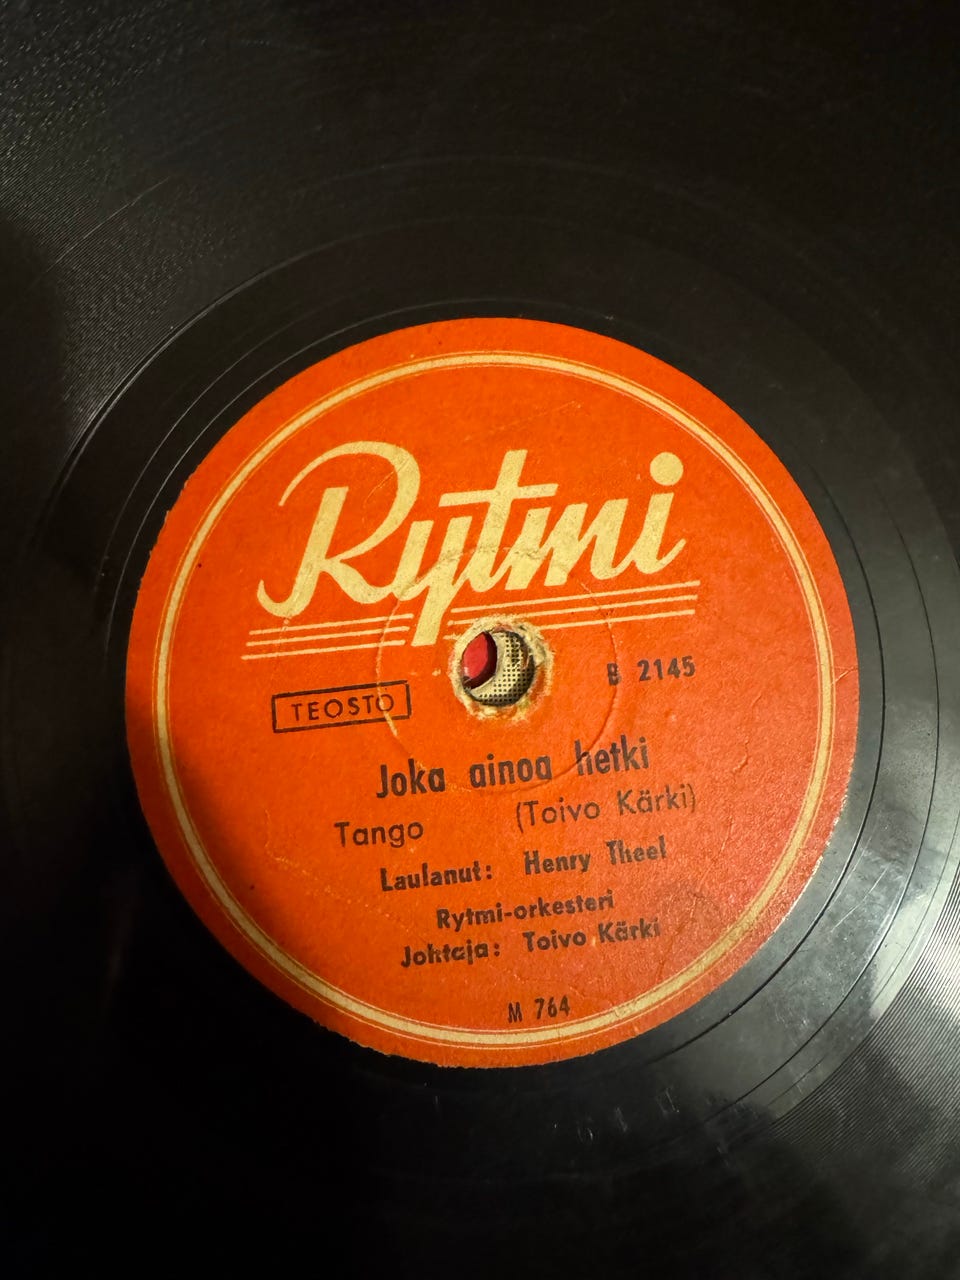 Rytmi
B 2145
TEOSTO
Joka ainoa hetki
Tango (Toivo Kärki)
Laulanut: Henry Theel
Rytmi-orkesteri
Johtaja: Toivo Kärki
M 764